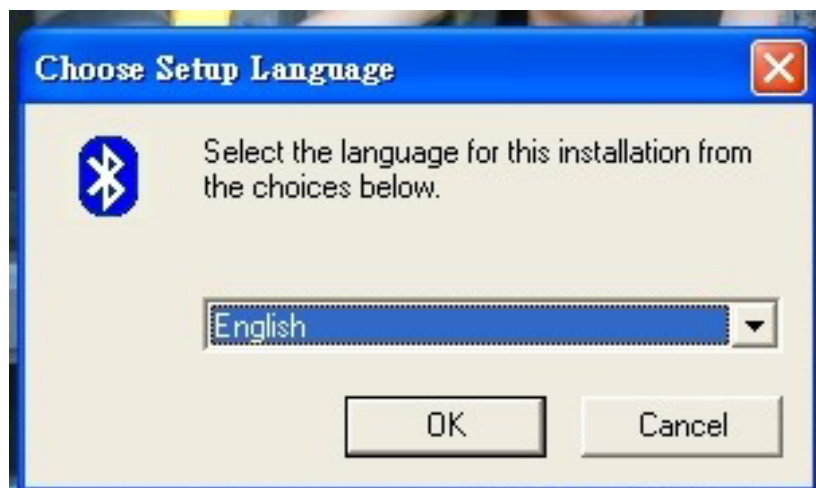 Choose Setup Language
Select the language for this installation from
the choices below.
English
OK
Cancel